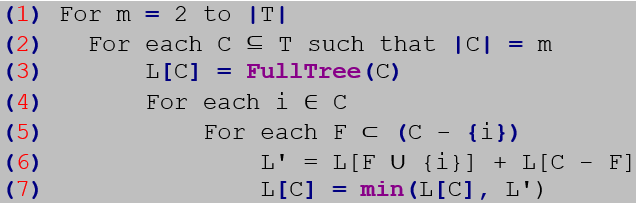 (1) For m = 2 to |T|
(2) For each C ⊆ T such that |C| = m
(3) L[C] = FullTree(C)
(4) For each i ∈ C
(5) For each F ⊂ (C - {i})
(6) L' = L[F ∪ {i}] + L[C - F]
(7) L[C] = min(L[C], L')